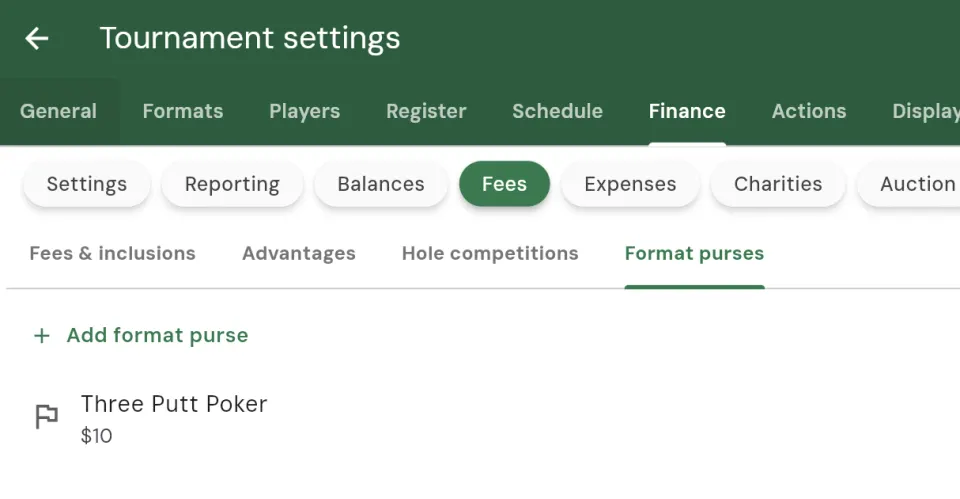 Tournament settings
General Formats Players Register Schedule Finance Actions Display
Settings Reporting Balances Fees Expenses Charities Auction
Fees & inclusions Advantages Hole competitions Format purses
+ Add format purse
Three Putt Poker
$10